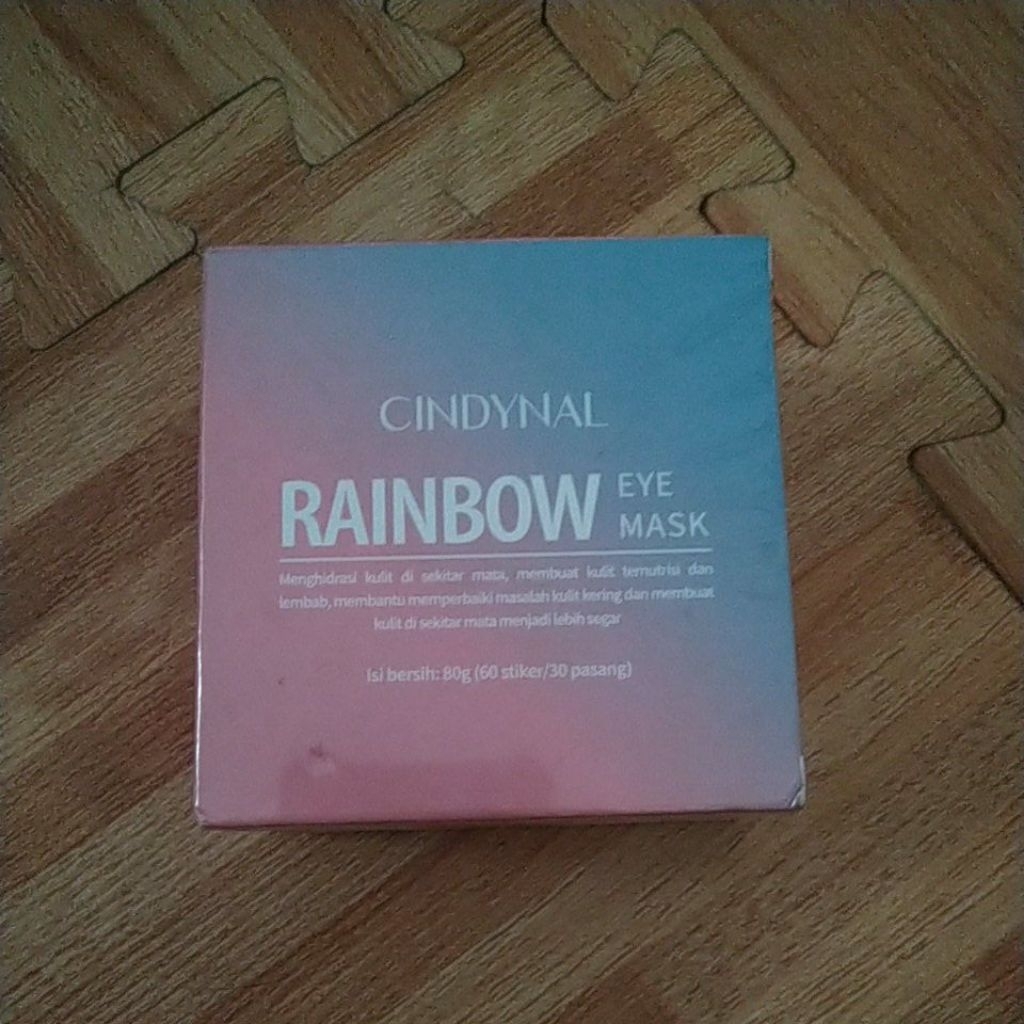 CINDYNAL
RAINBOW EYE MASK
Menghidrasi kulit di sekitar mata, membuat kulit ternutrisi dan
lembab, membantu memperbaiki masalah kulit kering dan membuat
kulit di sekitar mata menjadi lebih segar
Isi bersih: 80g (60 stiker/30 pasang)